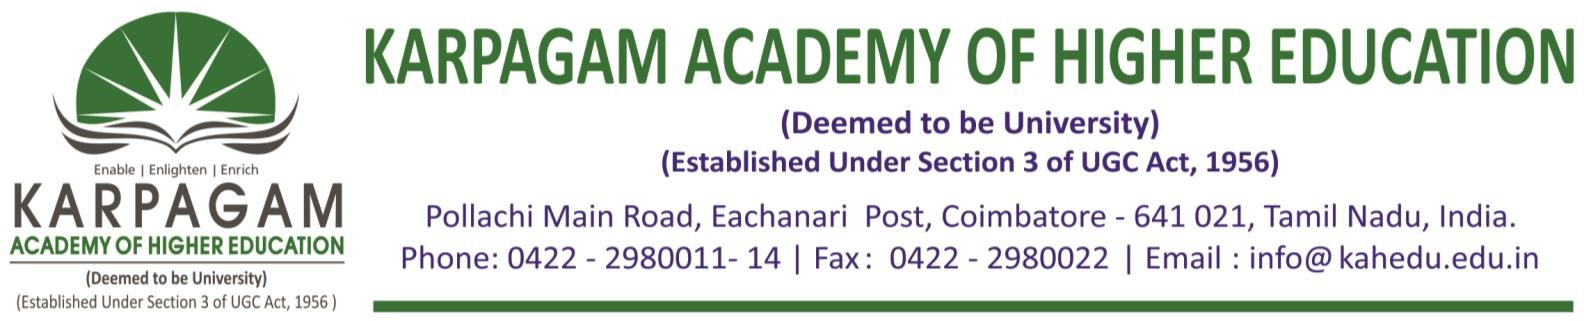 Enable | Enlighten | Enrich
KARPAGAM
ACADEMY OF HIGHER EDUCATION
(Deemed to be University)
(Established Under Section 3 of UGC Act, 1956 )
KARPAGAM ACADEMY OF HIGHER EDUCATION
(Deemed to be University)
(Established Under Section 3 of UGC Act, 1956)
Pollachi Main Road, Eachanari Post, Coimbatore - 641 021, Tamil Nadu, India.
Phone: 0422 - 2980011- 14 | Fax : 0422 - 2980022 | Email : info@ kahedu.edu.in